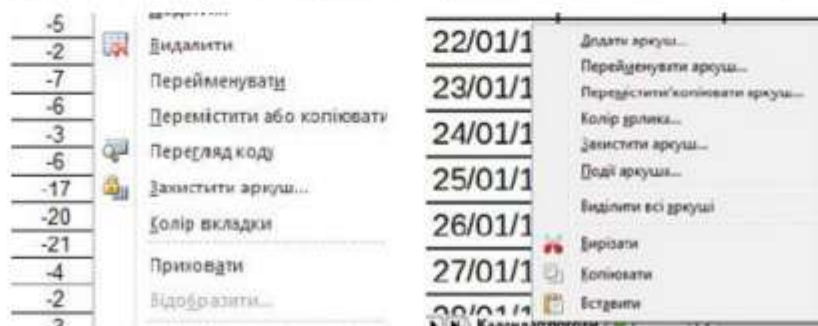 -5
-2
-7
-6
-3
-6
-17
-20
-21
-4
-2
Видалити
Перейменувати
Перемістити або копіювати
Перегляд коду
Захистити аркуш...
Колір вкладки
Приховати
Відобразити...
22/01/1
23/01/1
24/01/1
25/01/1
26/01/1
27/01/1
28/01/1
Додати аркуш...
Перейменувати аркуш...
Перемістити/копіювати аркуш...
Колір ярлика...
Захистити аркуш...
Події аркуша...
Виділити всі аркуші
Вирізати
Копіювати
Вставити